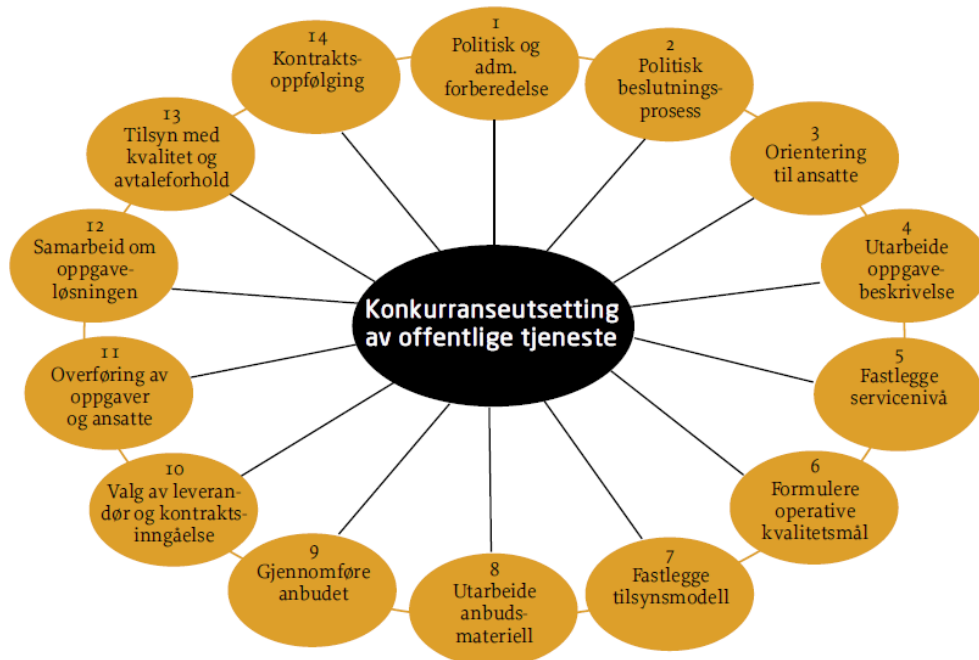 1
Politisk og
adm.
forberedelse
2
Politisk
beslutnings-
prosess
3
Orientering
til ansatte
4
Utarbeide
oppgave-
beskrivelse
5
Fastlegge
servicenivå
6
Formulere
operative
kvalitetsmål
7
Fastlegge
tilsynsmodell
8
Utarbeide
anbuds-
materiell
9
Gjennomføre
anbudet
10
Valg av leveran-
dør og kontrakts-
inngåelse
11
Overføring av
oppgaver
og ansatte
12
Samarbeid om
oppgave-
løsningen
13
Tilsyn med
kvalitet og
avtaleforhold
14
Kontrakts-
oppfølging
Konkurranseutsetting
av offentlige tjeneste